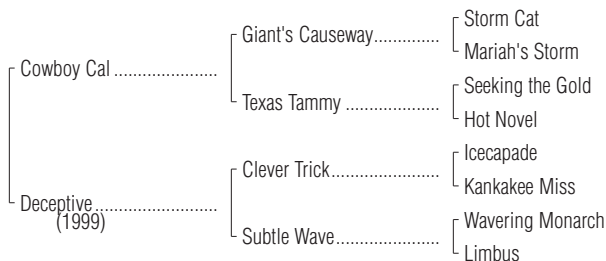 Storm Cat
Giant's Causeway..................
Mariah's Storm
Cowboy Cal ............................
Seeking the Gold
Texas Tammy .........................
Hot Novel
Icecapade
Clever Trick.............................
Kankakee Miss
Deceptive.................................
(1999)
Wavering Monarch
Subtle Wave............................
Limbus